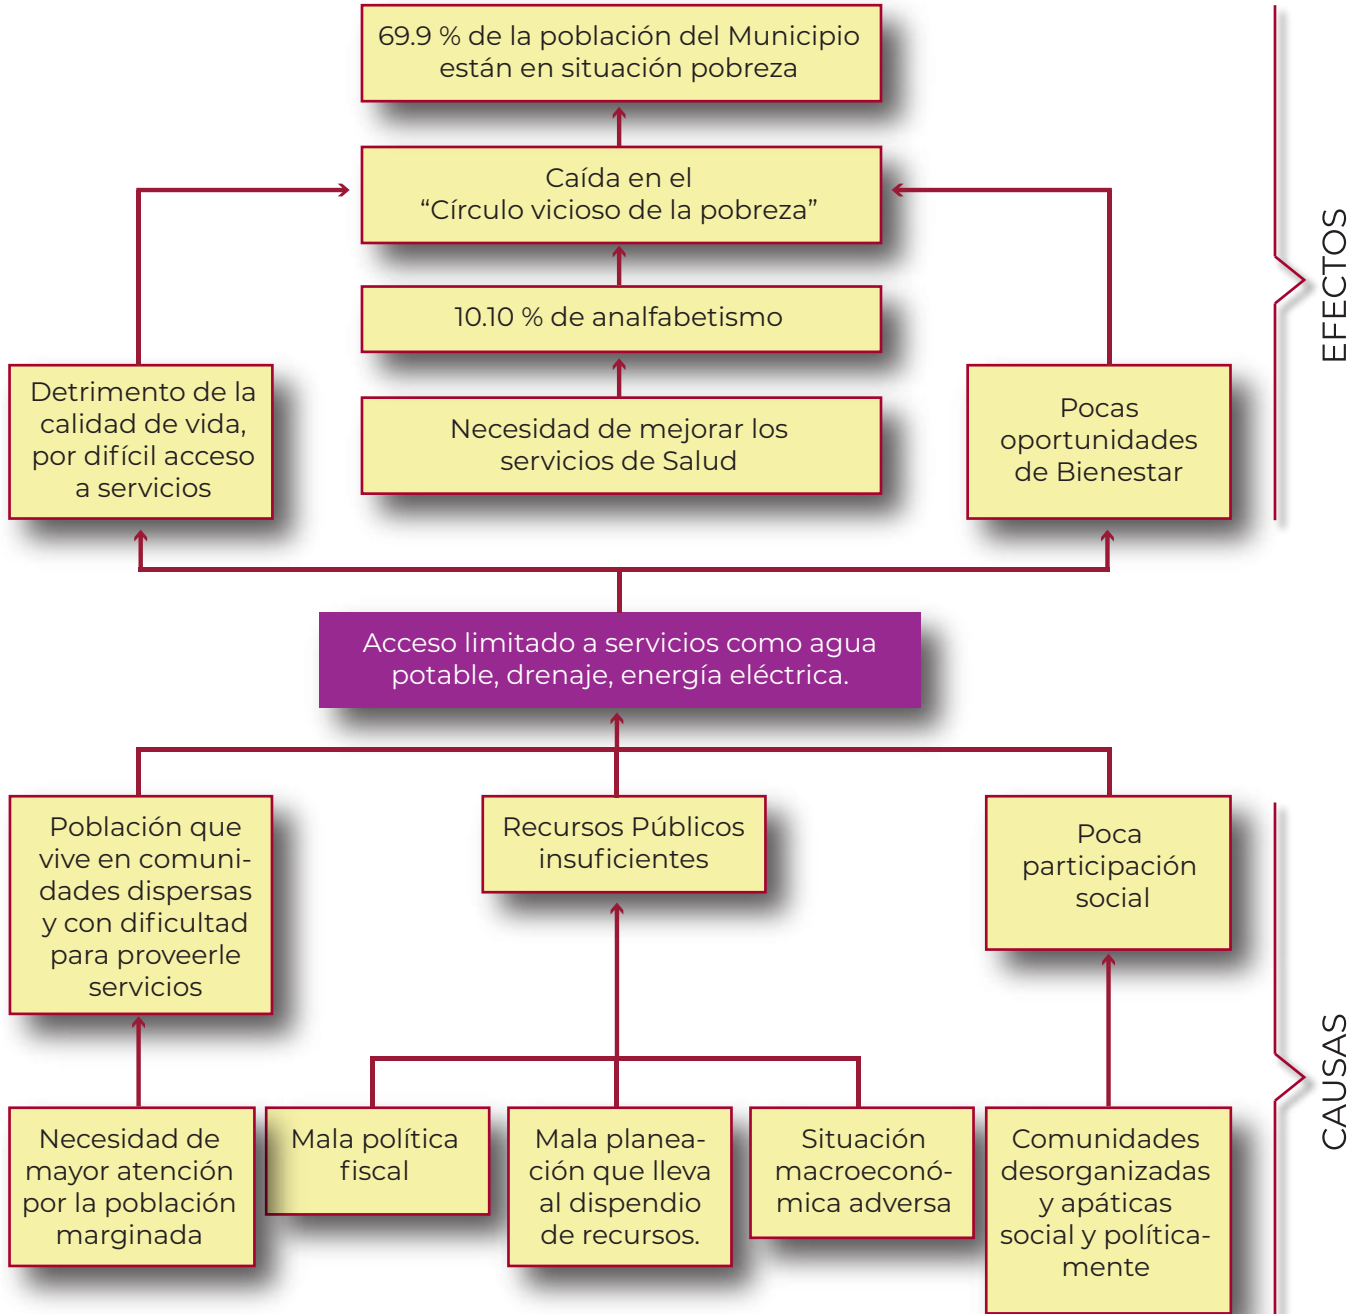 69.9 % de la población del Municipio
están en situación pobreza
Caída en el
“Círculo vicioso de la pobreza”
10.10 % de analfabetismo
Detrimento de la
calidad de vida,
por difícil acceso
a servicios
Necesidad de mejorar los
servicios de Salud
Pocas
oportunidades
de Bienestar
EFECTOS
Acceso limitado a servicios como agua
potable, drenaje, energía eléctrica.
Población que
vive en comuni-
dades dispersas
y con dificultad
para proveerle
servicios
Recursos Públicos
insuficientes
Poca
participación
social
Necesidad de
mayor atención
por la población
marginada
Mala política
fiscal
Mala planea-
ción que lleva
al dispendio
de recursos.
Situación
macroeconó-
mica adversa
Comunidades
desorganizadas
y apáticas
social y política-
mente
CAUSAS